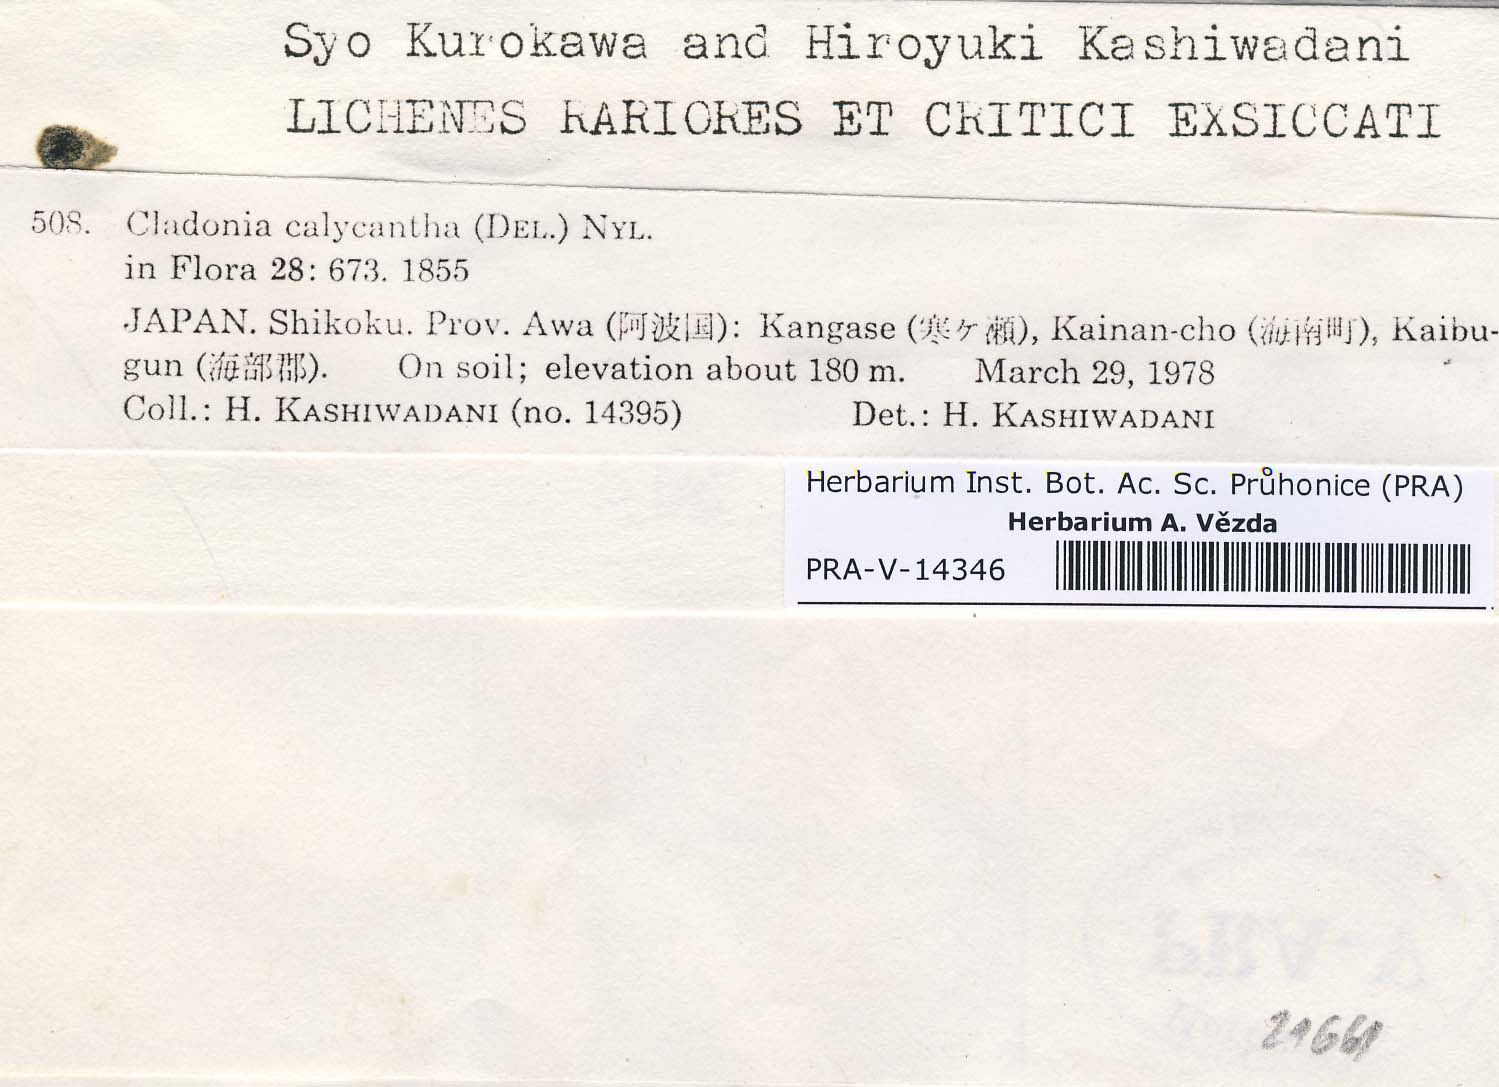 Syo Kurokawa and Hiroyuki Kashiwadani
LICHENES RARIORES ET CRITICI EXSICCATI
508. Cladonia calycantha (DEL.) NYL.
in Flora 28: 673. 1855
JAPAN. Shikoku. Prov. Awa (阿波国): Kangase (寒ケ瀬), Kainan-cho (海南町), Kaibu-
gun (海部郡). On soil; elevation about 180 m. March 29, 1978
Coll.: H. KASHIWADANI (no. 14395) Det.: H. KASHIWADANI
Herbarium Inst. Bot. Ac. Sc. Průhonice (PRA)
Herbarium A. Vězda
PRA-V-14346
PRA-V